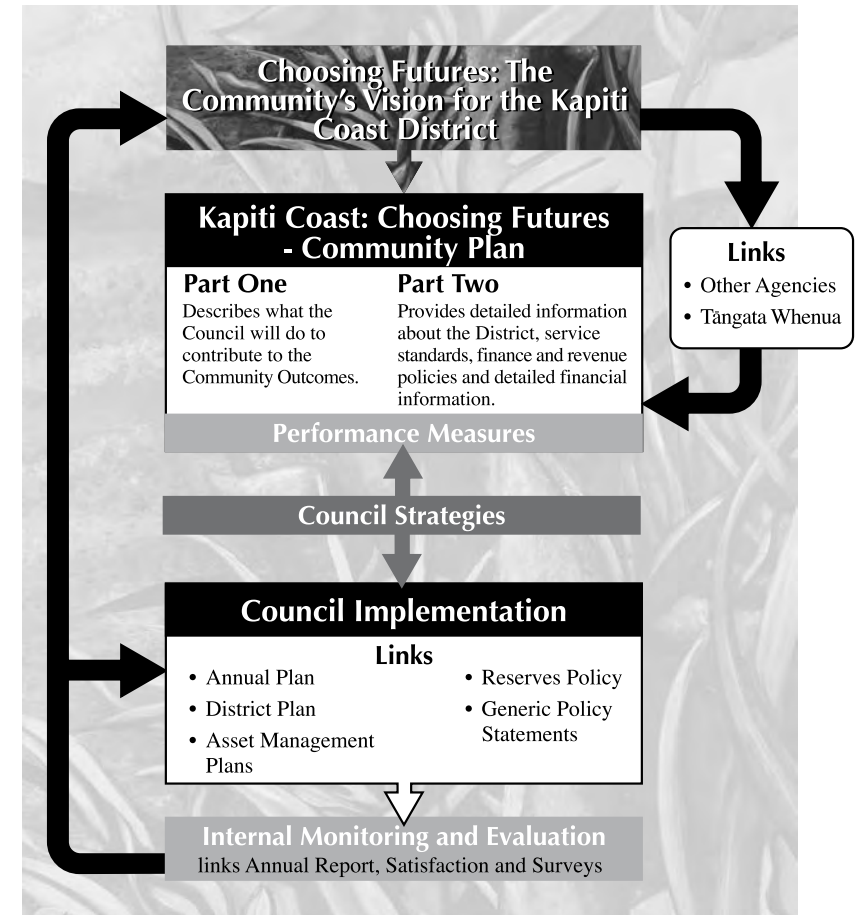 Choosing Futures: The
Community's Vision for the Kapiti
Coast District
Kapiti Coast: Choosing Futures
- Community Plan
Part One
Describes what the
Council will do to
contribute to the
Community Outcomes.
Part Two
Provides detailed information
about the District, service
standards, finance and revenue
policies and detailed financial
information.
Performance Measures
Links
• Other Agencies
• Tāngata Whenua
Council Strategies
Council Implementation
Links
• Annual Plan
• District Plan
• Asset Management
Plans
• Reserves Policy
• Generic Policy
Statements
Internal Monitoring and Evaluation
links Annual Report, Satisfaction and Surveys